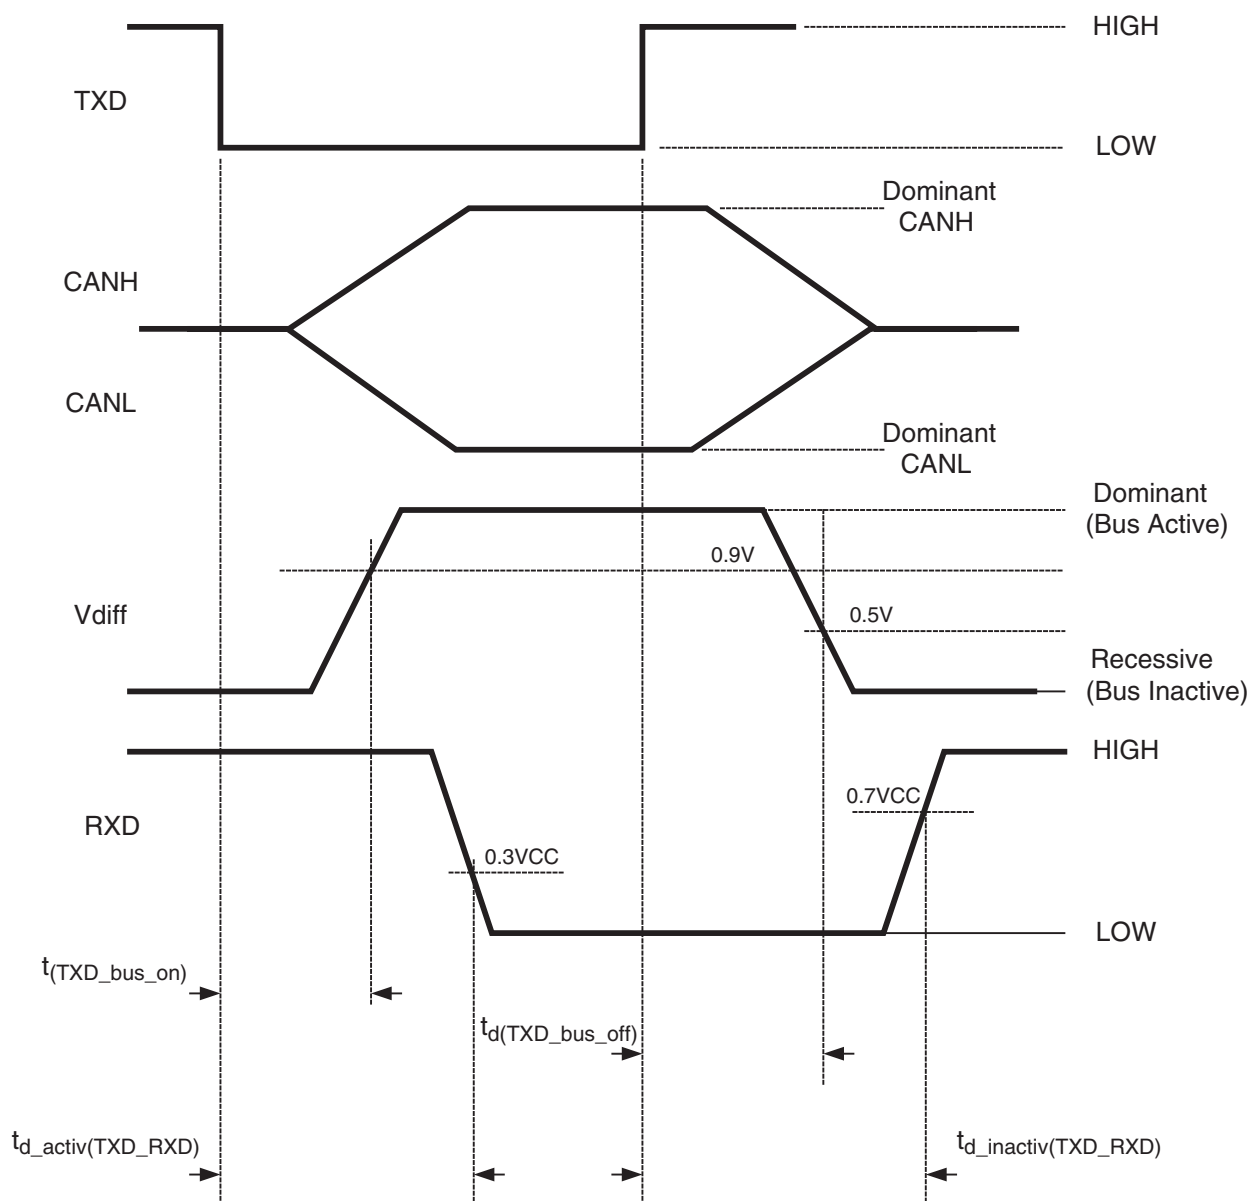 HIGH
TXD
LOW
Dominant
CANH
CANH
CANL
Dominant
CANL
Dominant
(Bus Active)
0.9V
Vdiff
0.5V
Recessive
(Bus Inactive)
HIGH
0.7VCC
RXD
0.3VCC
LOW
t(TXD_bus_on)
td(TXD_bus_off)
td_activ(TXD_RXD)
td_inactiv(TXD_RXD)